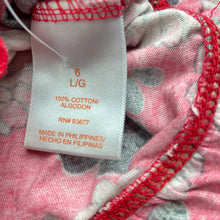 6
L/G
100% COTTON/
ALGODON
RN# 93677
MADE IN PHILIPPINES/
HECHO EN FILIPINAS